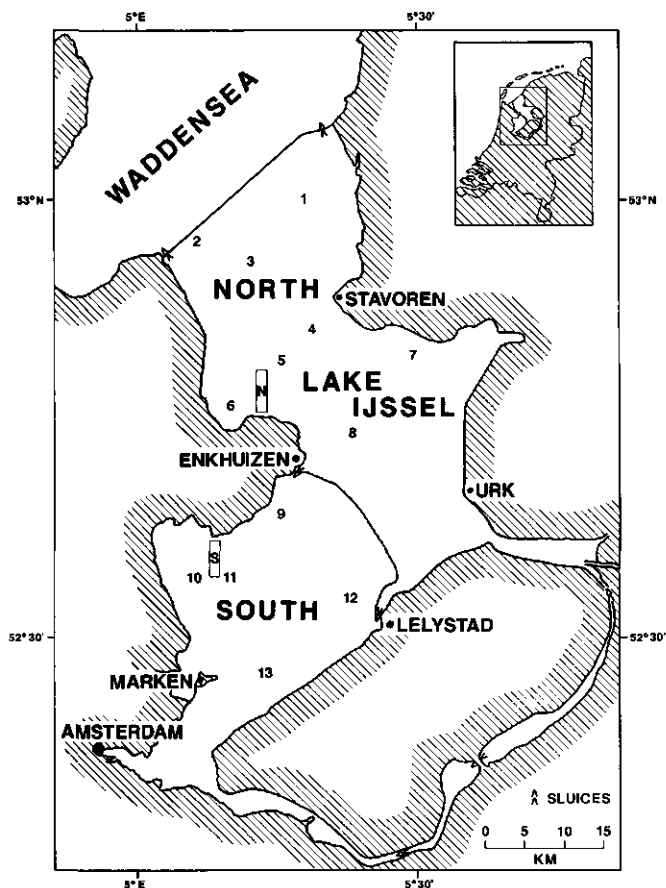 5°E 5°30'
WADDENSEA
53°N 53°N
1
2
3
NORTH
STAVOREN
4
7
5
LAKE
N
IJSSEL
6
8
ENKHUIZEN
URK
9
S
10 11
12
SOUTH
LELYSTAD
52°30' 52°30'
13
MARKEN
AMSTERDAM
SLUICES
0 5 10 15
KM
5°E 5°30'